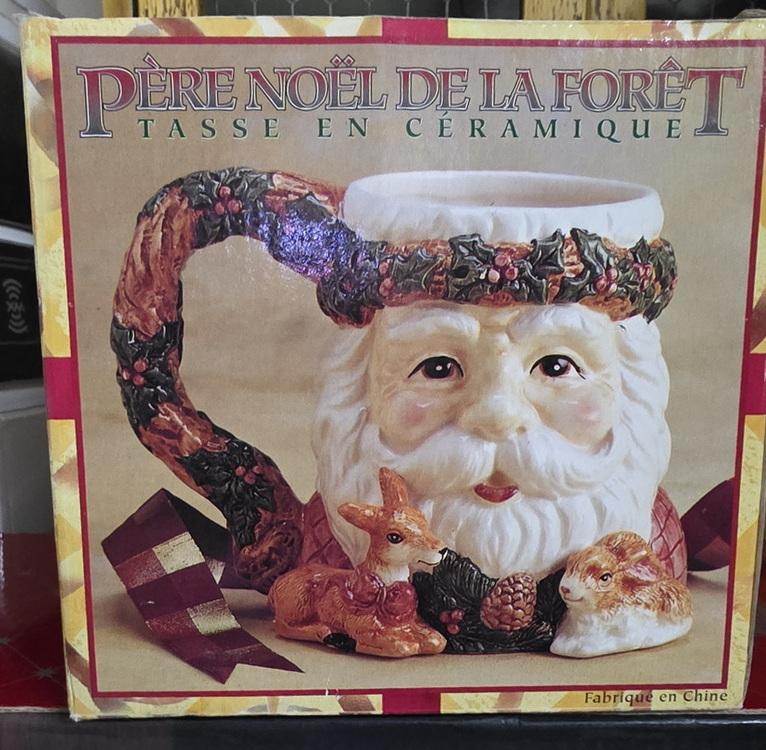 PÈRE NOËL DE LA FORÊT
TASSE EN CÉRAMIQUE
Fabriqué en Chine